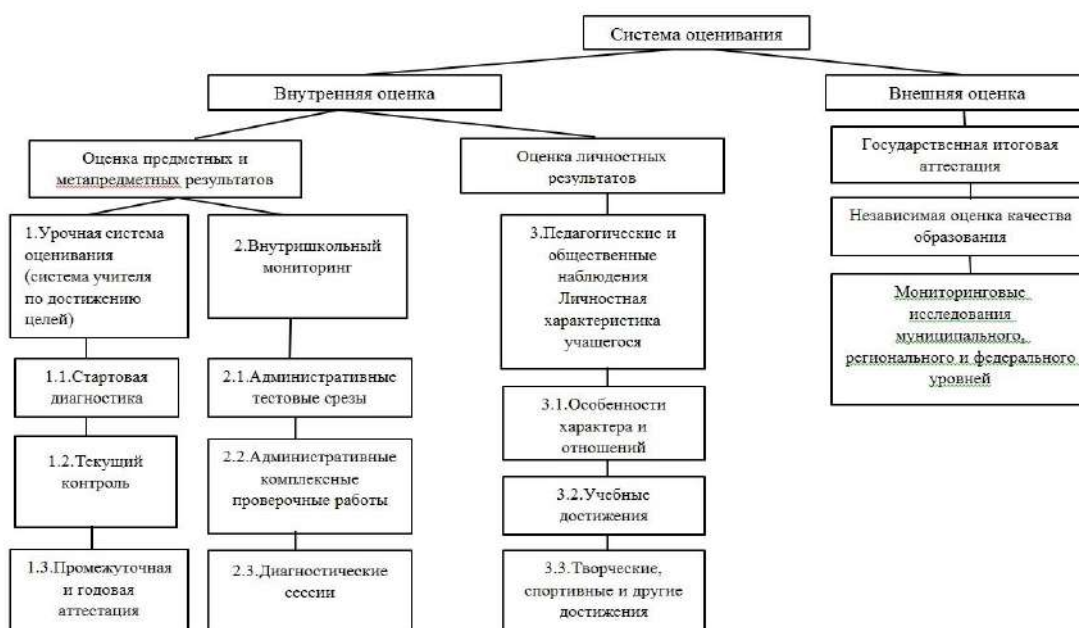 Система оценивания
Внутренняя оценка
Внешняя оценка
Оценка предметных и
метапредметных результатов
Оценка личностных
результатов
Государственная итоговая
аттестация
Независимая оценка качества
образования
Мониторинговые
исследования
муниципального,
регионального и федерального
уровней
1.Урочная система
оценивания
(система учителя
по достижению
целей)
2.Внутришкольный
мониторинг
3.Педагогические и
общественные
наблюдения
Личностная
характеристика
учащегося
1.1.Стартовая
диагностика
2.1.Административные
тестовые срезы
3.1.Особенности
характера и
отношений
1.2.Текущий
контроль
2.2.Административные
комплексные
проверочные работы
3.2.Учебные
достижения
1.3.Промежуточная
и годовая
аттестация
2.3.Диагностические
сессии
3.3.Творческие,
спортивные и другие
достижения